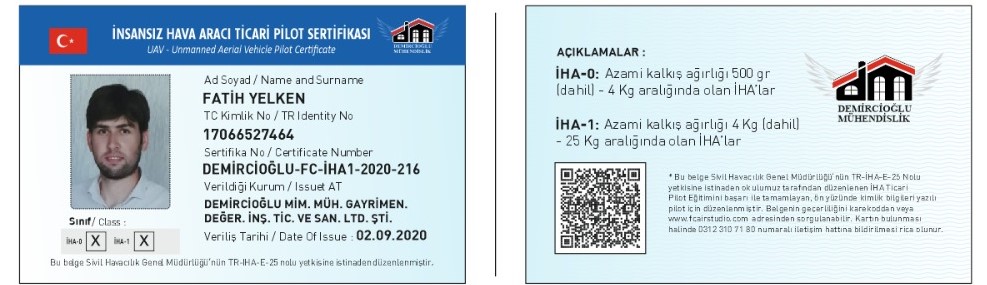 İNSANSIZ HAVA ARACI TİCARİ PİLOT SERTİFİKASI
UAV - Unmanned Aerial Vehicle Pilot Certificate
DEMİRCİOĞLU
MÜHENDİSLİK
Ad Soyad / Name and Surname
FATİH YELKEN
TC Kimlik No / TR Identity No
17066527464
Sertifika No / Certificate Number
DEMİRCİOĞLU-FC-İHA1-2020-216
Verildiği Kurum / Issuet AT
DEMİRCİOĞLU MİM. MÜH. GAYRİMEN.
DEĞER. İNŞ. TİC. VE SAN. LTD. ŞTİ.
Veriliş Tarihi / Date Of Issue : 02.09.2020
Sınıf/ Class :
İHA-0 X İHA-1 X
Bu belge Sivil Havacılık Genel Müdürlüğü'nün TR-IHA-E-25 nolu yetkisine istinaden düzenlenmiştir.
AÇIKLAMALAR :
İHA-0: Azami kalkış ağırlığı 500 gr
(dahil) - 4 Kg aralığında olan İHA'lar
İHA-1: Azami kalkış ağırlığı 4 Kg (dahil)
- 25 Kg aralığında olan İHA'lar
DEMİRCİOĞLU
MÜHENDİSLİK
* Bu belge Sivil Havacılık Genel Müdürlüğü'nün TR-İHA-E-25 Nolu
yetkisine istinaden okulumuz tarafından düzenlenen İHA Ticari
Pilot Eğitimini başarı ile tamamlayan, ön yüzünde kimlik bilgileri yazılı
pilot için düzenlenmiştir. Belgenin geçerliliğini karekoddan veya
www.fcairstudio.com adresinden sorgulanabilir. Kartın bulunması
halinde 0312 310 71 80 numaralı iletişim hattına bildirilmesi rica olunur.